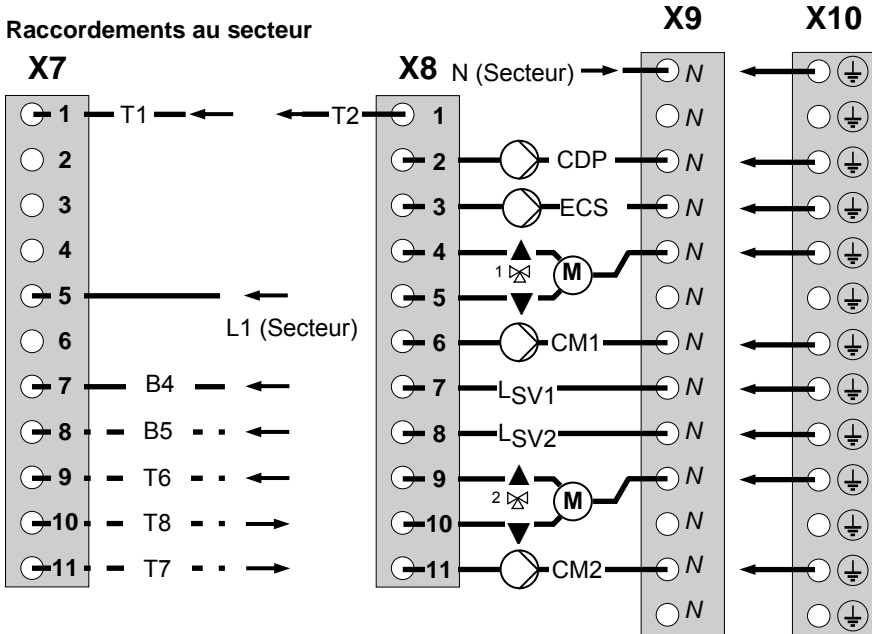 X9 X10
Raccordements au secteur
X7 X8 N (Secteur) N
1 T1 T2 1 N
2 2 CDP N
3 3 ECS N
4 4 1 M N
5 5 N
L1 (Secteur)
6 6 CM1 N
7 B4 7 LSV1 N
8 B5 8 LSV2 N
9 T6 9 2 M N
10 T8 10 N
11 T7 11 CM2 N
N